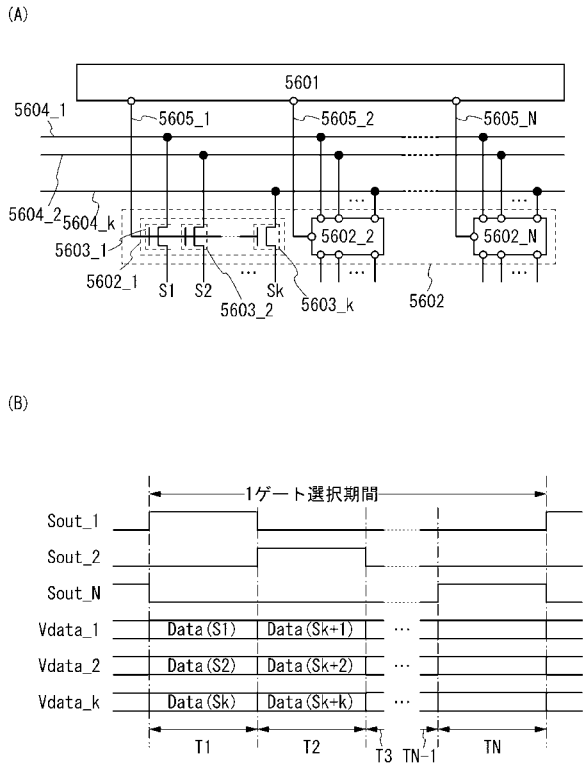 (A)
5601
5604_1
5605_1
5605_2
5605_N
5604_2
5604_k
5603_1
5602_1
S1
S2
...
Sk
5603_2
5603_k
...
5602_2
...
5602
...
5602_N
...
(B)
1ゲート選択期間
Sout_1
Sout_2
Sout_N
Vdata_1 Data(S1) Data(Sk+1) ...
Vdata_2 Data(S2) Data(Sk+2) ...
Vdata_k Data(Sk) Data(Sk+k) ...
T1 T2 T3 TN-1 TN